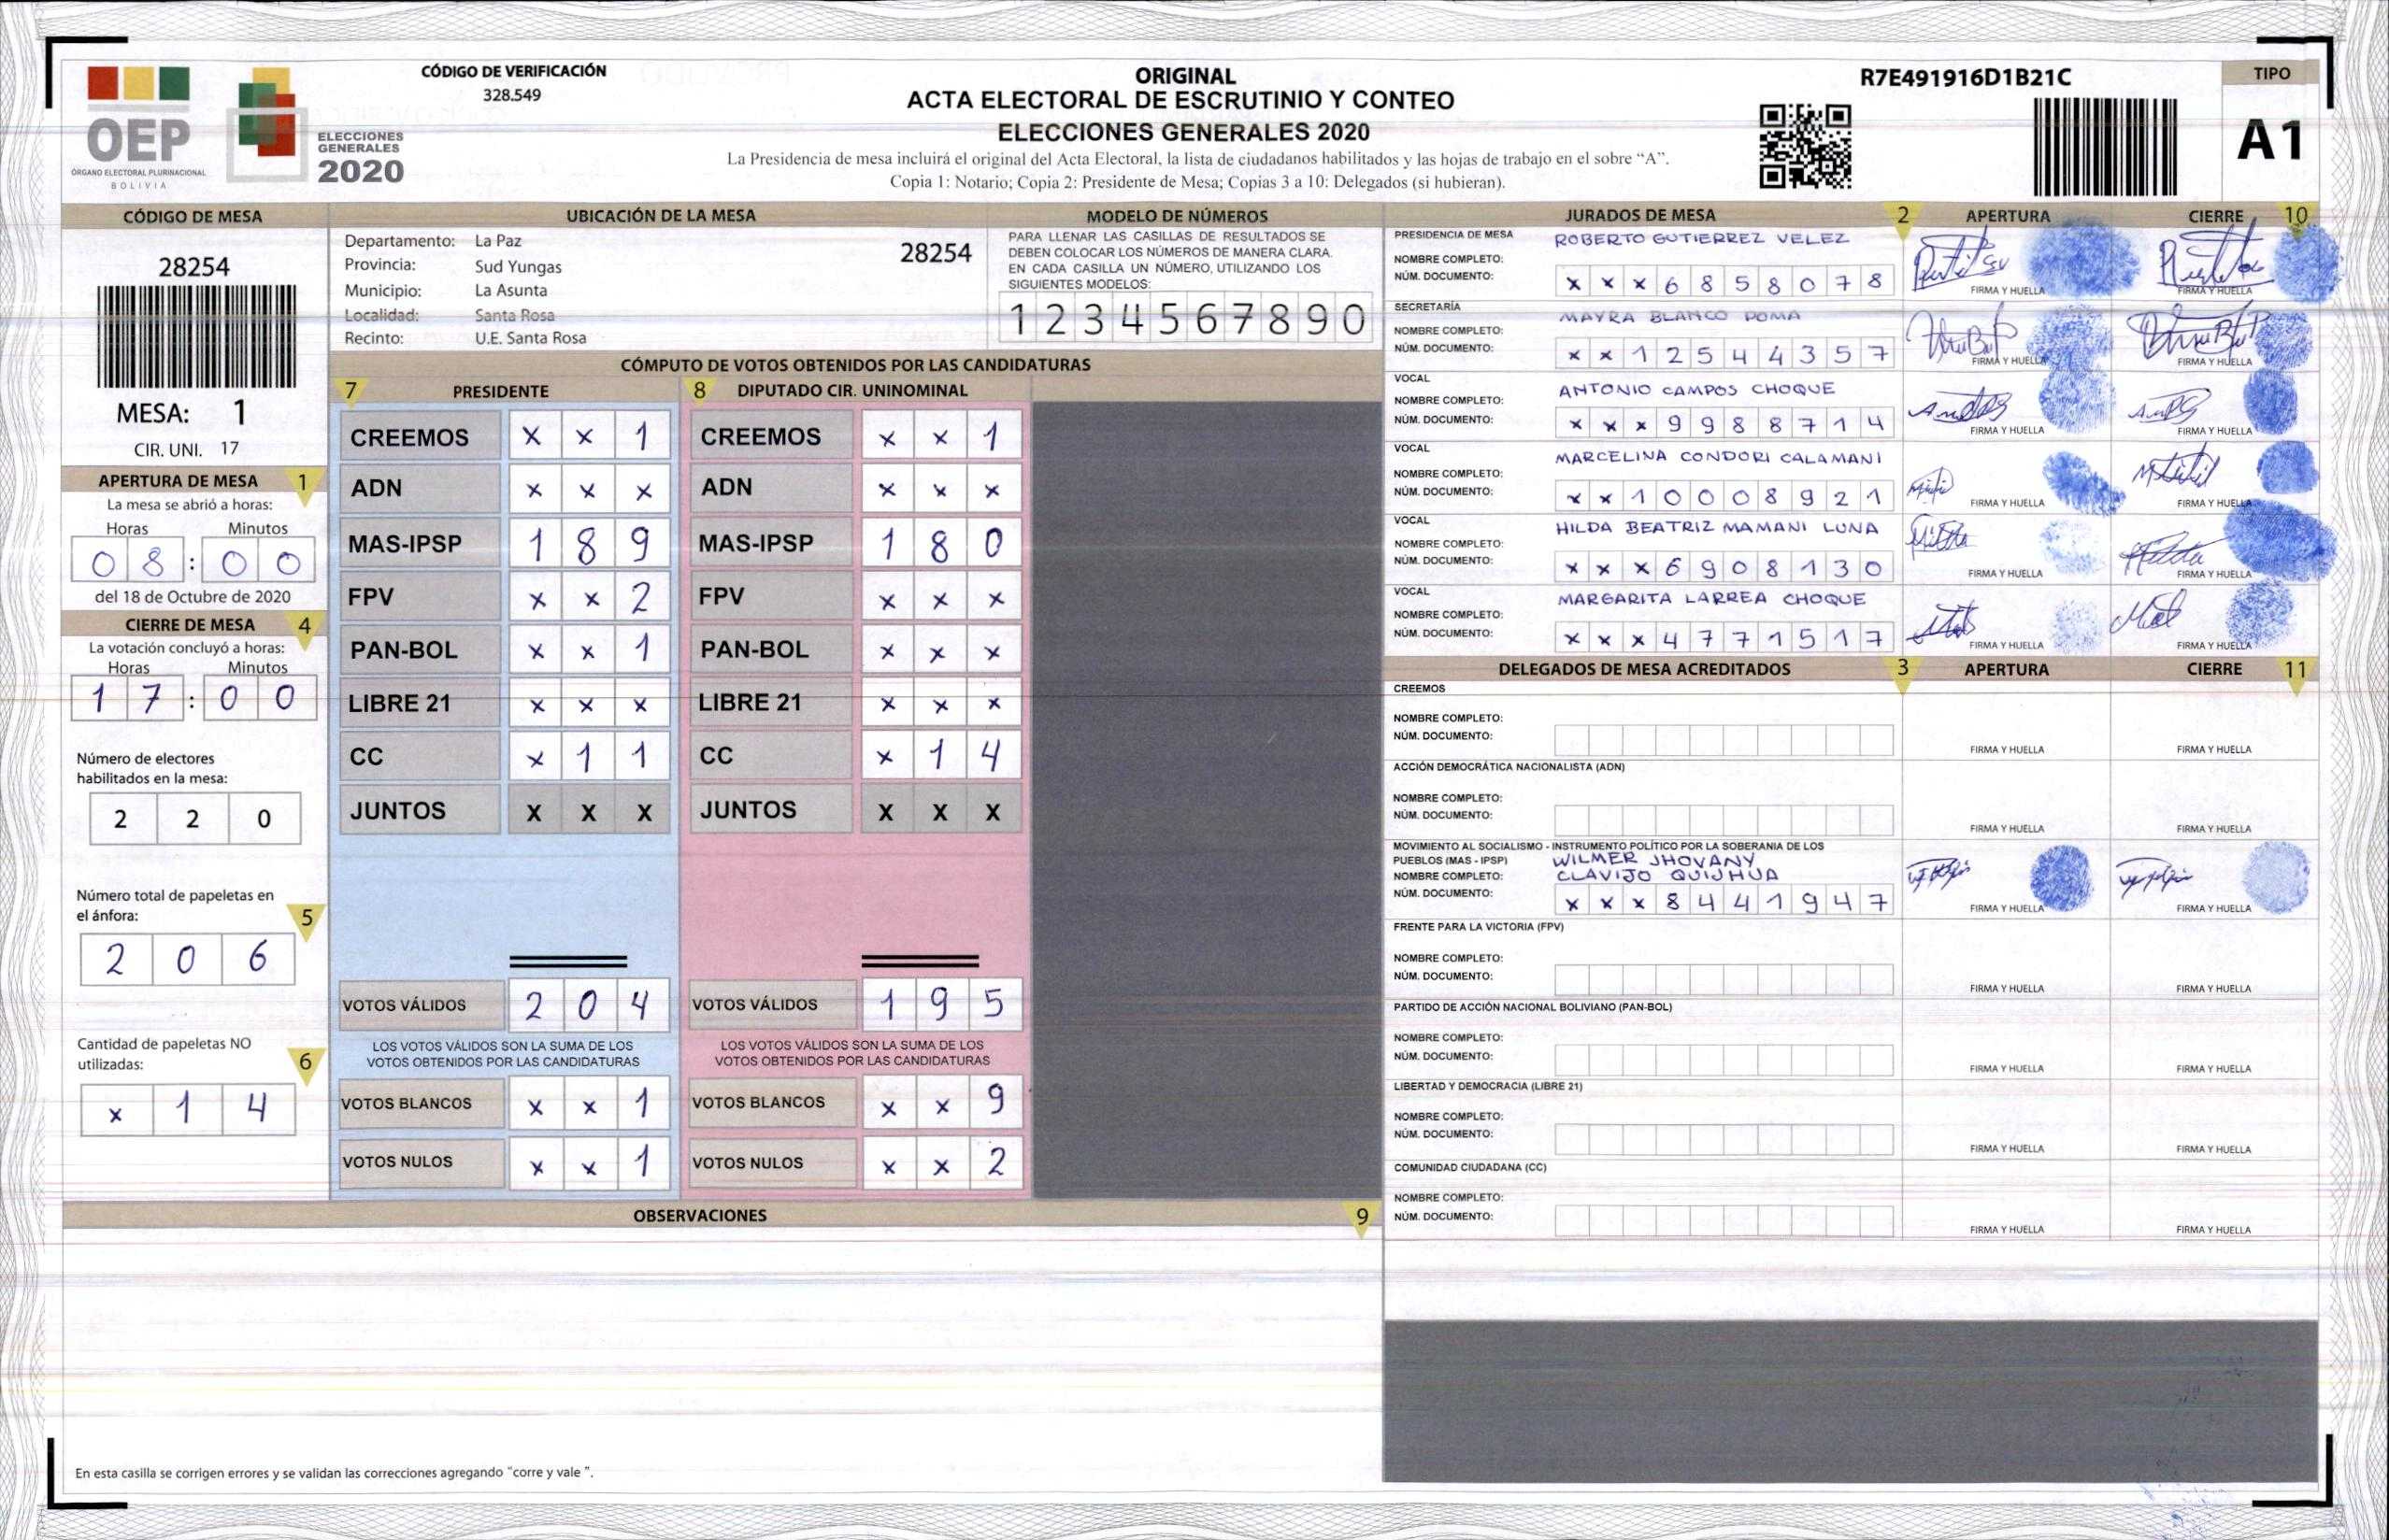 CÓDIGO DE VERIFICACIÓN
328.549
OEP
ÓRGANO ELECTORAL PLURINACIONAL
BOLIVIA
ELECCIONES
GENERALES
2020
ORIGINAL
ACTA ELECTORAL DE ESCRUTINIO Y CONTEO
ELECCIONES GENERALES 2020
La Presidencia de mesa incluirá el original del Acta Electoral, la lista de ciudadanos habilitados y las hojas de trabajo en el sobre “A”.
Copia 1: Notario; Copia 2: Presidente de Mesa; Copias 3 a 10: Delegados (si hubieran).
R7E491916D1B21C
TIPO
A1
CÓDIGO DE MESA
28254
MESA: 1
CIR. UNI. 17
APERTURA DE MESA 1
La mesa se abrió a horas:
Horas Minutos
0 8 : 0 0
del 18 de Octubre de 2020
CIERRE DE MESA 4
La votación concluyó a horas:
Horas Minutos
1 7 : 0 0
Número de electores
habilitados en la mesa:
2 2 0
Número total de papeletas en
el ánfora: 5
2 0 6
Cantidad de papeletas NO
utilizadas: 6
x 1 4
UBICACIÓN DE LA MESA
Departamento: La Paz
28254
Provincia: Sud Yungas
Municipio: La Asunta
Localidad: Santa Rosa
Recinto: U.E. Santa Rosa
MODELO DE NÚMEROS
PARA LLENAR LAS CASILLAS DE RESULTADOS SE
DEBEN COLOCAR LOS NÚMEROS DE MANERA CLARA.
EN CADA CASILLA UN NÚMERO, UTILIZANDO LOS
SIGUIENTES MODELOS:
1 2 3 4 5 6 7 8 9 0
CÓMPUTO DE VOTOS OBTENIDOS POR LAS CANDIDATURAS
7 PRESIDENTE
CREEMOS x x 1
ADN x x x
MAS-IPSP 1 8 9
FPV x x 2
PAN-BOL x x 1
LIBRE 21 x x x
CC x 1 1
JUNTOS X X X
VOTOS VÁLIDOS 2 0 4
LOS VOTOS VÁLIDOS SON LA SUMA DE LOS
VOTOS OBTENIDOS POR LAS CANDIDATURAS
VOTOS BLANCOS x x 1
VOTOS NULOS x x 1
8 DIPUTADO CIR. UNINOMINAL
CREEMOS x x 1
ADN x x x
MAS-IPSP 1 8 0
FPV x x x
PAN-BOL x x x
LIBRE 21 x x x
CC x 1 4
JUNTOS X X X
VOTOS VÁLIDOS 1 9 5
LOS VOTOS VÁLIDOS SON LA SUMA DE LOS
VOTOS OBTENIDOS POR LAS CANDIDATURAS
VOTOS BLANCOS x x 9
VOTOS NULOS x x 2
OBSERVACIONES 9
En esta casilla se corrigen errores y se validan las correcciones agregando “corre y vale ”.
JURADOS DE MESA 2 APERTURA CIERRE 10
PRESIDENCIA DE MESA ROBERTO GUTIERREZ VELEZ
NOMBRE COMPLETO:
NÚM. DOCUMENTO: x x x 6 8 5 8 0 7 8
FIRMA Y HUELLA FIRMA Y HUELLA
SECRETARÍA MAYRA BLANCO POMA
NOMBRE COMPLETO:
NÚM. DOCUMENTO: x x 1 2 5 4 4 3 5 7
FIRMA Y HUELLA FIRMA Y HUELLA
VOCAL ANTONIO CAMPOS CHOQUE
NOMBRE COMPLETO:
NÚM. DOCUMENTO: x x x 9 9 8 8 7 1 4
FIRMA Y HUELLA FIRMA Y HUELLA
VOCAL MARCELINA CONDORI CALAMANI
NOMBRE COMPLETO:
NÚM. DOCUMENTO: x x 1 0 0 0 8 9 2 1
FIRMA Y HUELLA FIRMA Y HUELLA
VOCAL HILDA BEATRIZ MAMANI LUNA
NOMBRE COMPLETO:
NÚM. DOCUMENTO: x x x 6 9 0 8 1 3 0
FIRMA Y HUELLA FIRMA Y HUELLA
VOCAL MARGARITA LARREA CHOQUE
NOMBRE COMPLETO:
NÚM. DOCUMENTO: x x x 4 7 7 1 5 1 7
FIRMA Y HUELLA FIRMA Y HUELLA
DELEGADOS DE MESA ACREDITADOS 3 APERTURA CIERRE 11
CREEMOS
NOMBRE COMPLETO:
NÚM. DOCUMENTO:
FIRMA Y HUELLA FIRMA Y HUELLA
ACCIÓN DEMOCRÁTICA NACIONALISTA (ADN)
NOMBRE COMPLETO:
NÚM. DOCUMENTO:
FIRMA Y HUELLA FIRMA Y HUELLA
MOVIMIENTO AL SOCIALISMO - INSTRUMENTO POLÍTICO POR LA SOBERANIA DE LOS
PUEBLOS (MAS - IPSP) WILMER JHOVANY
NOMBRE COMPLETO: CLAVIJO QUIJHUA
NÚM. DOCUMENTO: x x x 8 4 4 1 9 4 7
FIRMA Y HUELLA FIRMA Y HUELLA
FRENTE PARA LA VICTORIA (FPV)
NOMBRE COMPLETO:
NÚM. DOCUMENTO:
FIRMA Y HUELLA FIRMA Y HUELLA
PARTIDO DE ACCIÓN NACIONAL BOLIVIANO (PAN-BOL)
NOMBRE COMPLETO:
NÚM. DOCUMENTO:
FIRMA Y HUELLA FIRMA Y HUELLA
LIBERTAD Y DEMOCRACIA (LIBRE 21)
NOMBRE COMPLETO:
NÚM. DOCUMENTO:
FIRMA Y HUELLA FIRMA Y HUELLA
COMUNIDAD CIUDADANA (CC)
NOMBRE COMPLETO:
NÚM. DOCUMENTO:
FIRMA Y HUELLA FIRMA Y HUELLA